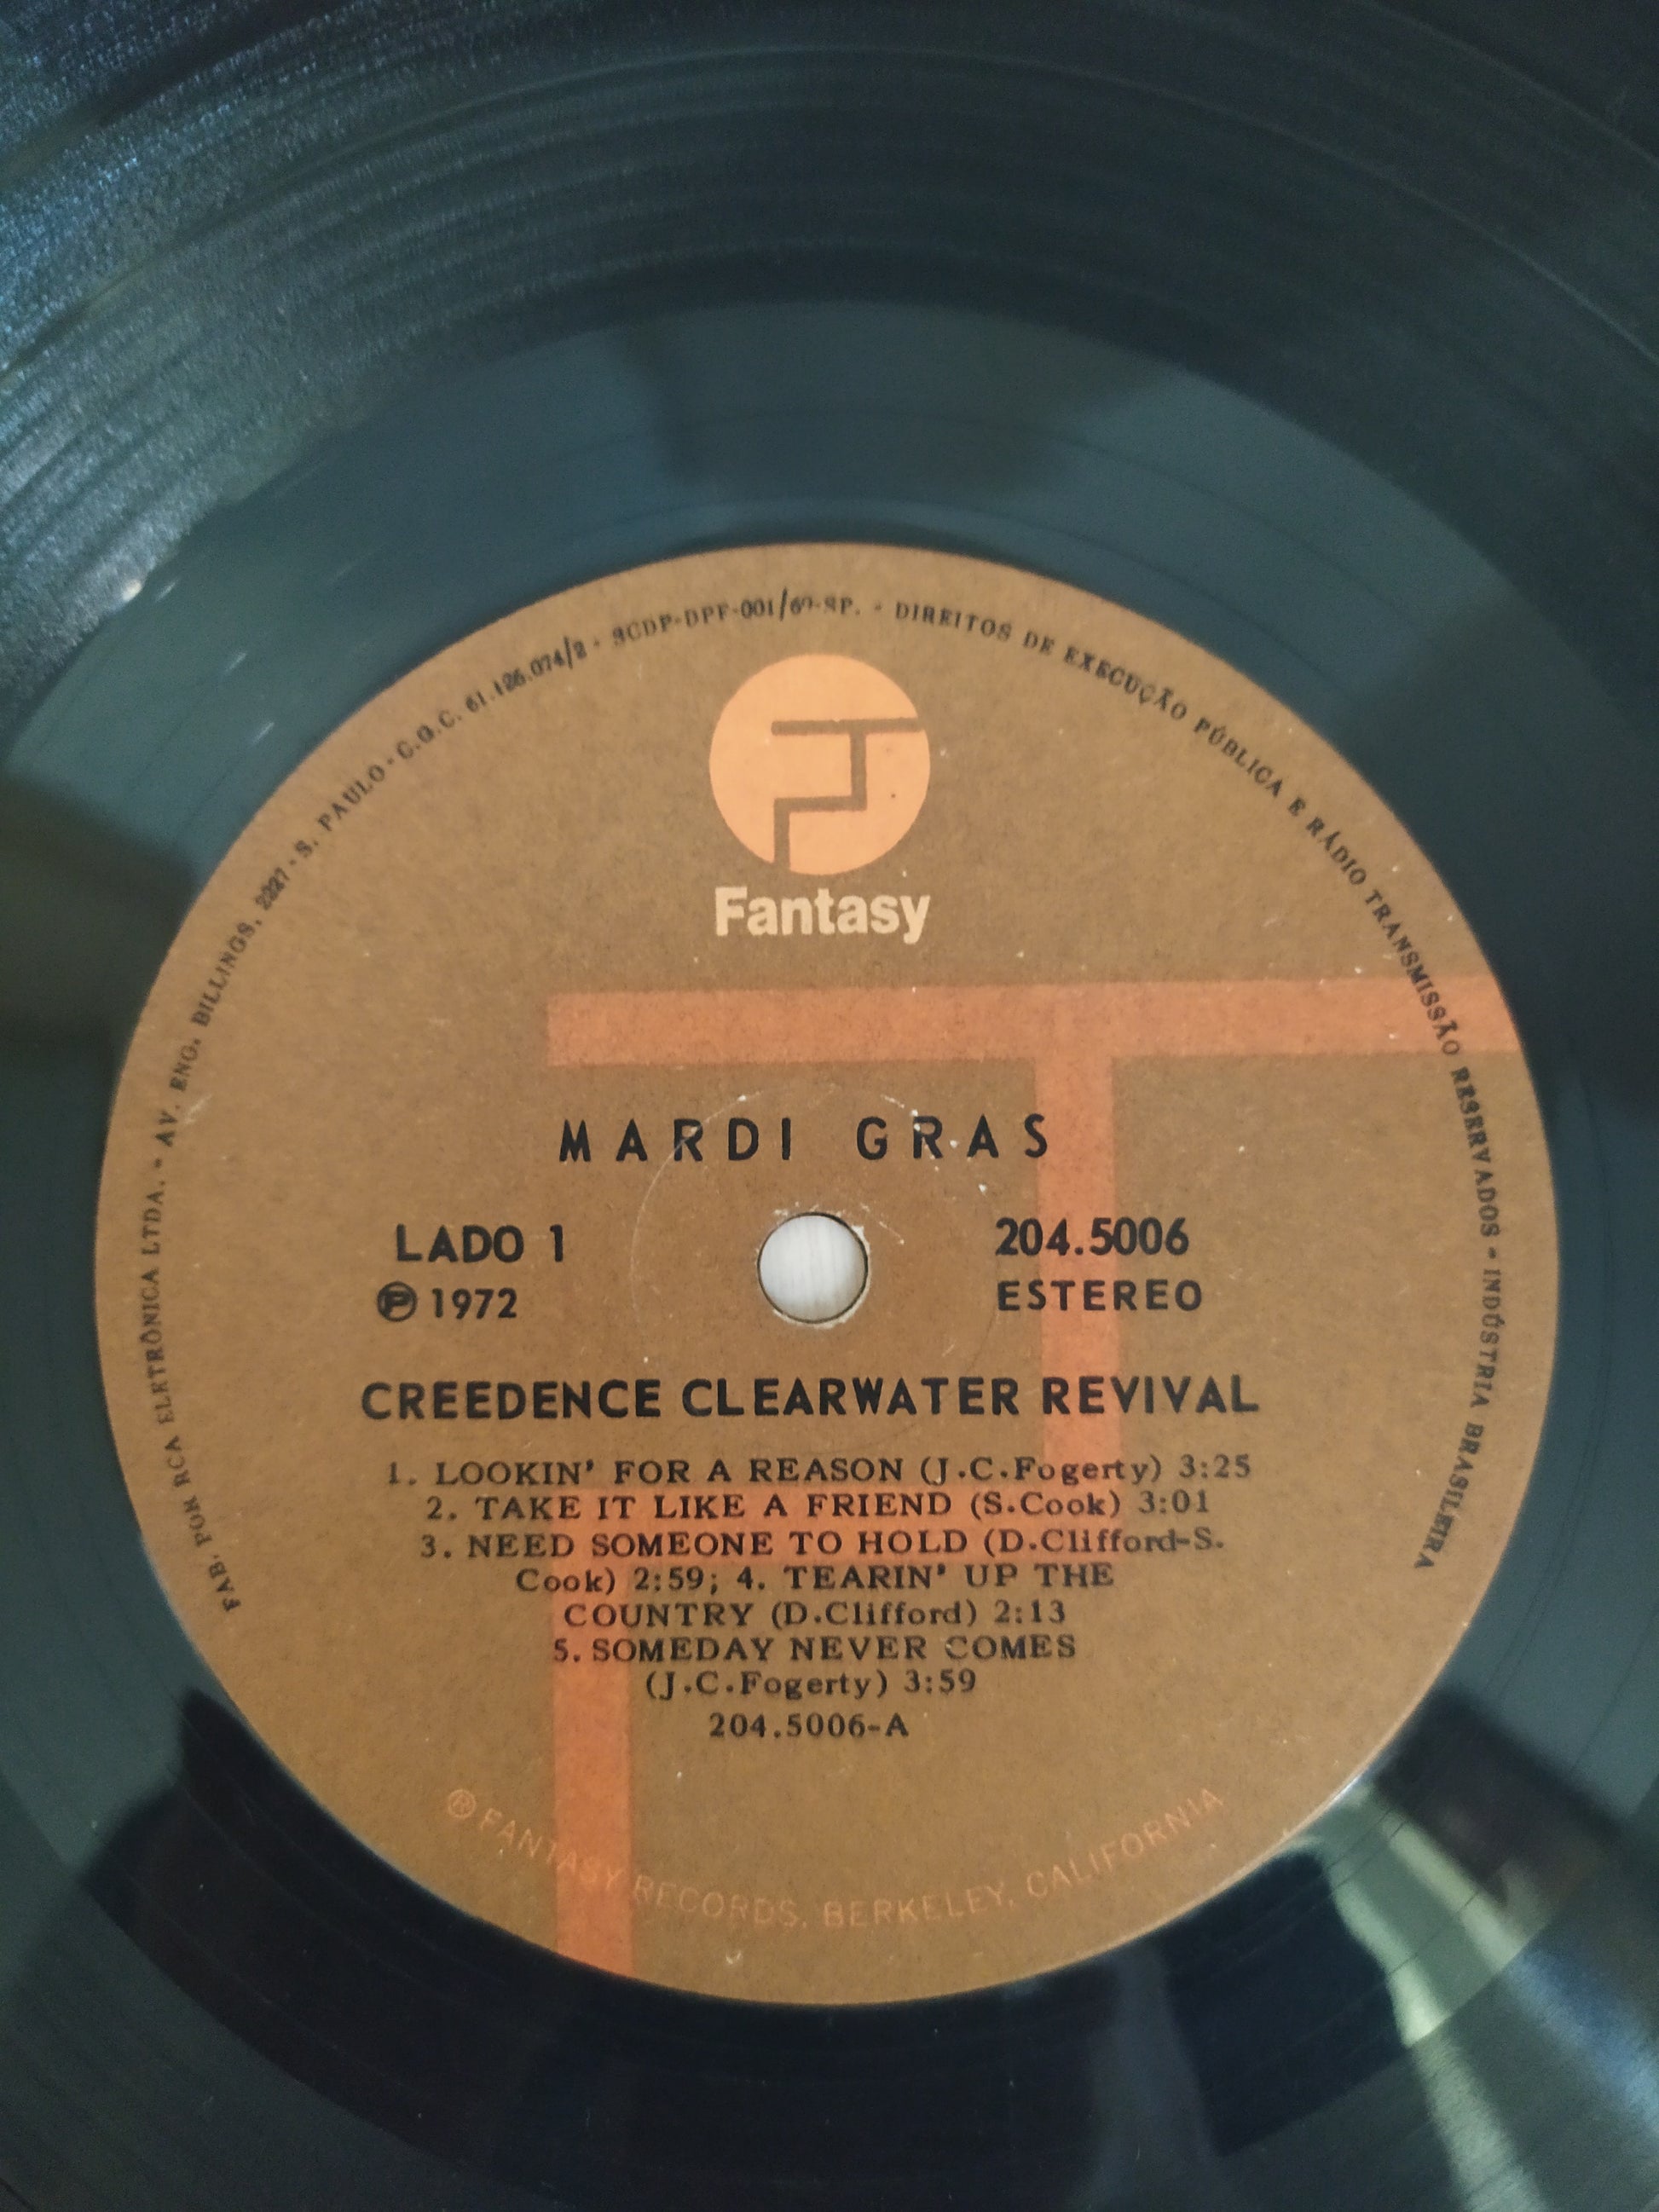 FAB. POR RCA ELETRÔNICA LTDA. - AV. ENG. BILLINGS, 2227 - S. PAULO - C.G.C. 61.126.074/2 - SCDP-DPF-001/69-SP. - DIREITOS DE EXECUÇÃO PÚBLICA E RÁDIO TRANSMISSÃO RESERVADOS - INDÚSTRIA BRASILEIRA
Fantasy
MARDI GRAS
LADO 1
℗ 1972
204.5006
ESTEREO
CREEDENCE CLEARWATER REVIVAL
1. LOOKIN' FOR A REASON (J.C.Fogerty) 3:25
2. TAKE IT LIKE A FRIEND (S.Cook) 3:01
3. NEED SOMEONE TO HOLD (D.Clifford-S.
Cook) 2:59; 4. TEARIN' UP THE
COUNTRY (D.Clifford) 2:13
5. SOMEDAY NEVER COMES
(J.C.Fogerty) 3:59
204.5006-A
® FANTASY RECORDS, BERKELEY, CALIFORNIA